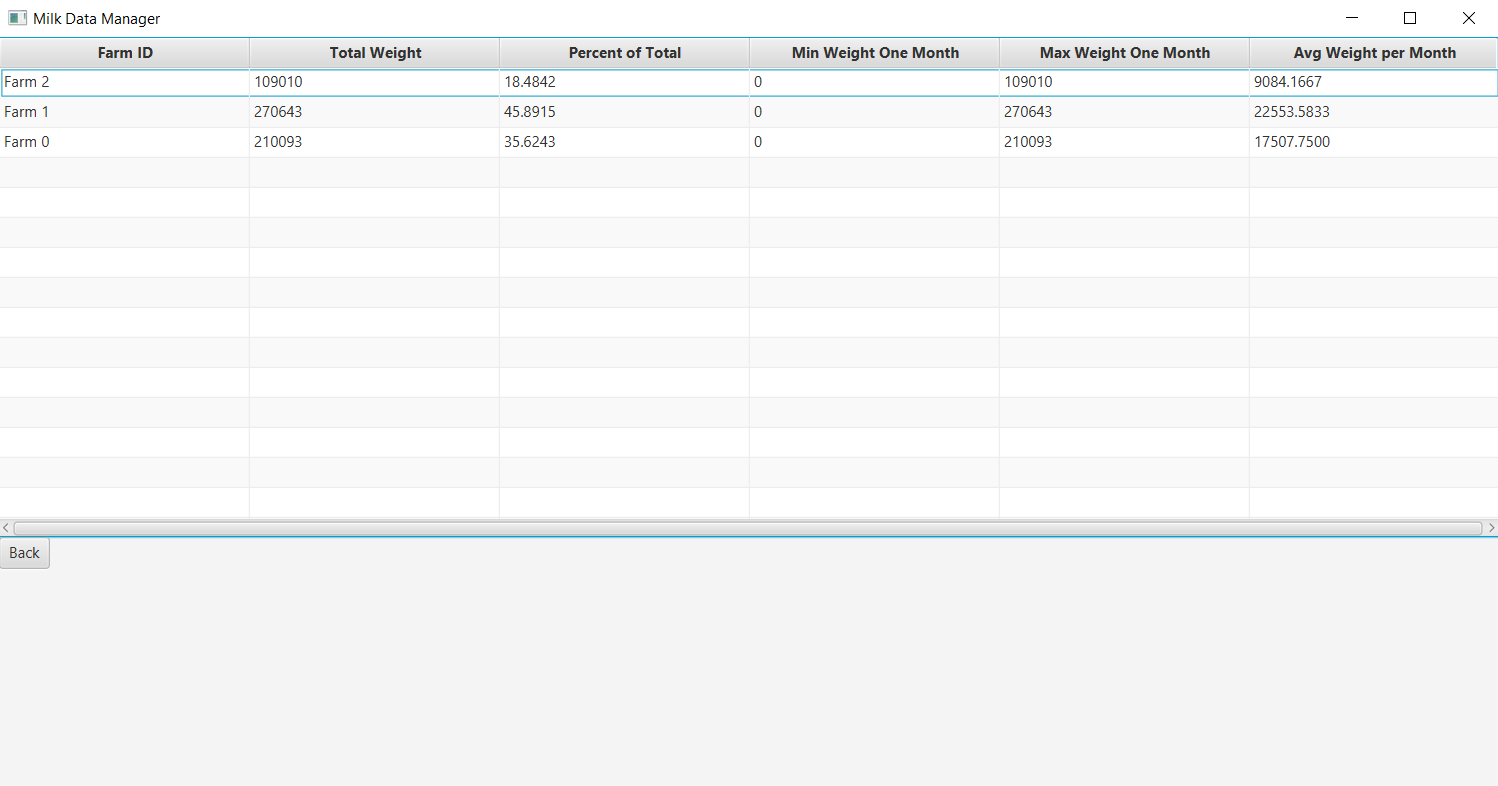 Milk Data Manager
Farm ID Total Weight Percent of Total Min Weight One Month Max Weight One Month Avg Weight per Month
Farm 2 109010 18.4842 0 109010 9084.1667
Farm 1 270643 45.8915 0 270643 22553.5833
Farm 0 210093 35.6243 0 210093 17507.7500
Back